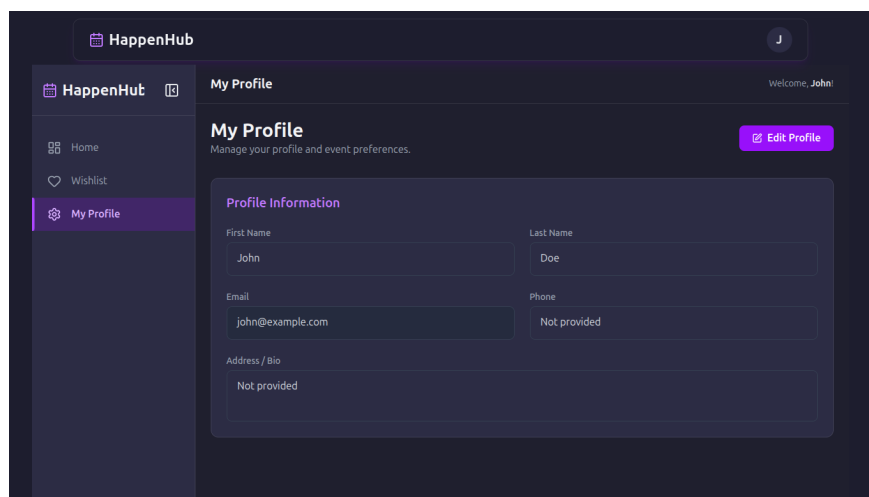 HappenHub
J
HappenHub
My Profile
Welcome, John!
Home
Wishlist
My Profile
My Profile
Manage your profile and event preferences.
Edit Profile
Profile Information
First Name
Last Name
John
Doe
Email
Phone
john@example.com
Not provided
Address / Bio
Not provided